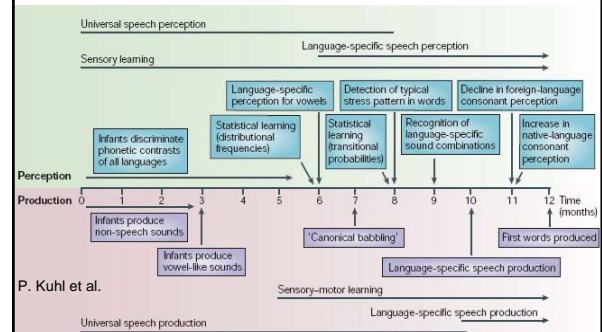 Universal speech perception
Language-specific speech perception
Sensory learning
Language-specific
perception for vowels
Detection of typical
stress pattern in words
Decline in foreign-language
consonant perception
Statistical learning
(distributional
frequencies)
Statistical
learning
(transitional
probabilities)
Recognition of
language-specific
sound combinations
Increase in
native-language
consonant
perception
Infants discriminate
phonetic contrasts
of all languages
Perception
Production 0 1 2 3 4 5 6 7 8 9 10 11 12 Time
(months)
Infants produce
non-speech sounds
Infants produce
vowel-like sounds
'Canonical babbling'
Language-specific speech production
First words produced
P. Kuhl et al.
Sensory–motor learning
Language-specific speech production
Universal speech production